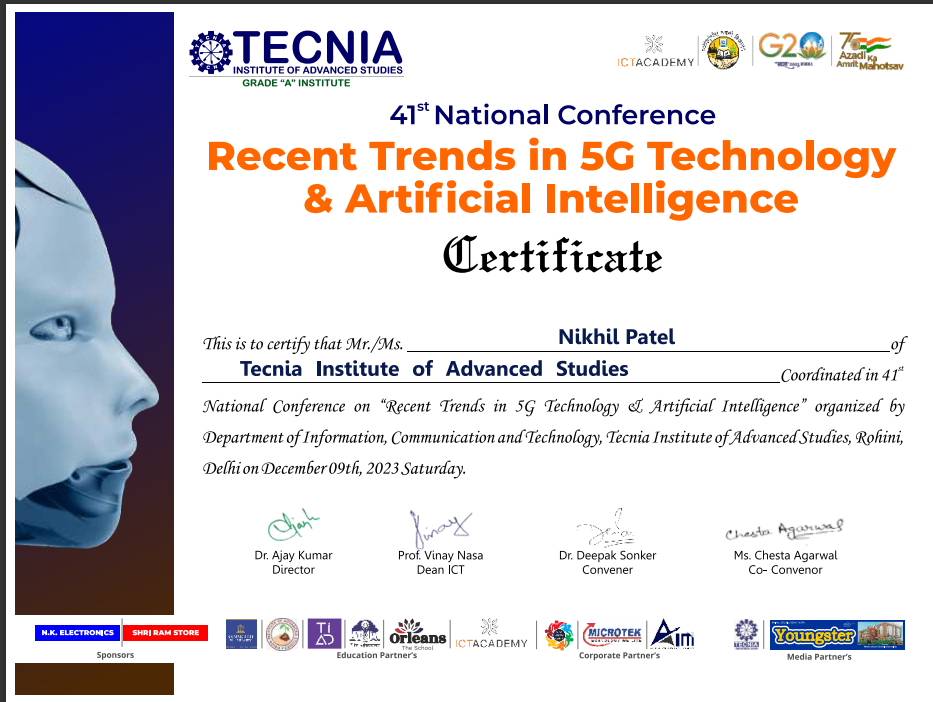 TECNIA
INSTITUTE OF ADVANCED STUDIES
GRADE "A" INSTITUTE
ICTACADEMY
G20
75
Azadi Ka
Amrit Mahotsav
41st National Conference
Recent Trends in 5G Technology
& Artificial Intelligence
Certificate
This is to certify that Mr./Ms. Nikhil Patel of
Tecnia Institute of Advanced Studies Coordinated in 41st
National Conference on “Recent Trends in 5G Technology & Artificial Intelligence” organized by
Department of Information, Communication and Technology, Tecnia Institute of Advanced Studies, Rohini,
Delhi on December 09th, 2023 Saturday.
Chesta Agarwal
Dr. Ajay Kumar
Director
Prof. Vinay Nasa
Dean ICT
Dr. Deepak Sonker
Convener
Ms. Chesta Agarwal
Co- Convenor
N.K. ELECTRONICS
SHRI RAM STORE
Sponsors
TIAD
Orleans
The School
ICTACADEMY
Education Partner's
MICROTEK
Aim
Corporate Partner's
TECNIA
Youngster
Media Partner's